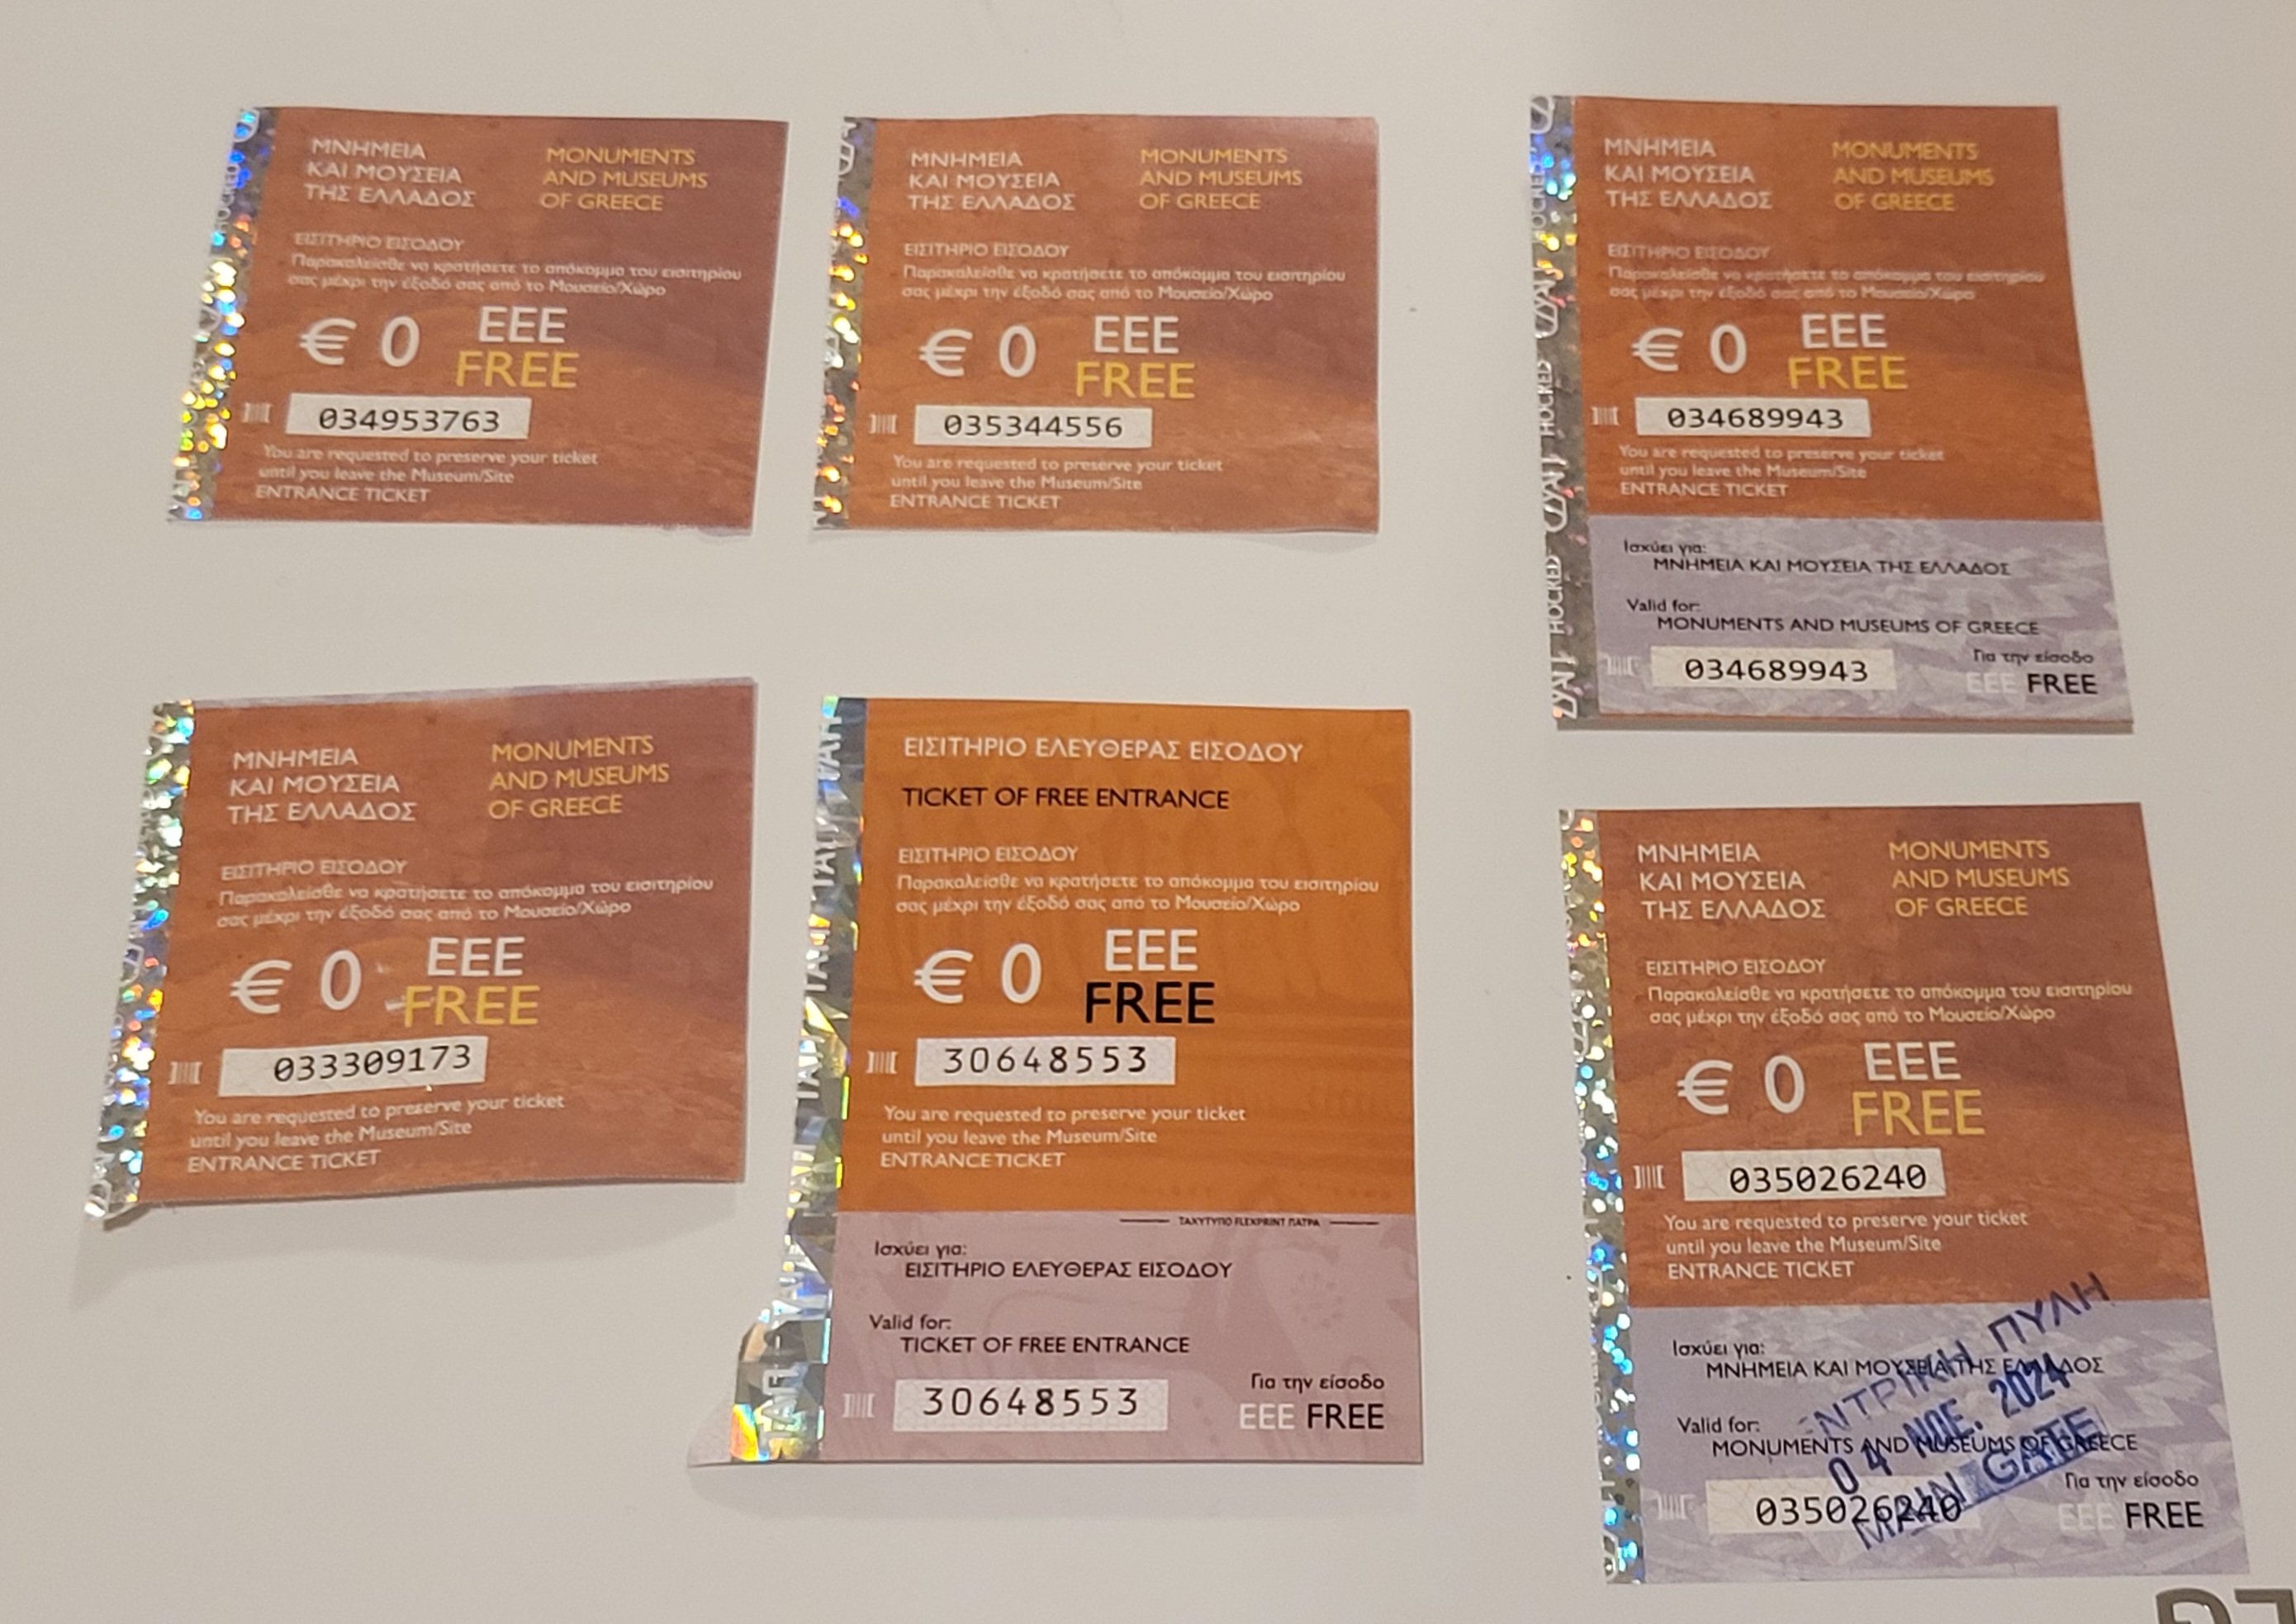 ΜΝΗΜΕΙΑ
ΚΑΙ ΜΟΥΣΕΙΑ
ΤΗΣ ΕΛΛΑΔΟΣ
MONUMENTS
AND MUSEUMS
OF GREECE
ΕΙΣΙΤΗΡΙΟ ΕΙΣΟΔΟΥ
Παρακαλείσθε να κρατήσετε το απόκομμα του εισιτηρίου
σας μέχρι την έξοδό σας από το Μουσείο/Χώρο
€ 0 EEE
FREE
034953763
You are requested to preserve your ticket
until you leave the Museum/Site
ENTRANCE TICKET
ΜΝΗΜΕΙΑ
ΚΑΙ ΜΟΥΣΕΙΑ
ΤΗΣ ΕΛΛΑΔΟΣ
MONUMENTS
AND MUSEUMS
OF GREECE
ΕΙΣΙΤΗΡΙΟ ΕΙΣΟΔΟΥ
Παρακαλείσθε να κρατήσετε το απόκομμα του εισιτηρίου
σας μέχρι την έξοδό σας από το Μουσείο/Χώρο
€ 0 EEE
FREE
035344556
You are requested to preserve your ticket
until you leave the Museum/Site
ENTRANCE TICKET
ΜΝΗΜΕΙΑ
ΚΑΙ ΜΟΥΣΕΙΑ
ΤΗΣ ΕΛΛΑΔΟΣ
MONUMENTS
AND MUSEUMS
OF GREECE
ΕΙΣΙΤΗΡΙΟ ΕΙΣΟΔΟΥ
Παρακαλείσθε να κρατήσετε το απόκομμα του εισιτηρίου
σας μέχρι την έξοδό σας από το Μουσείο/Χώρο
€ 0 EEE
FREE
034689943
You are requested to preserve your ticket
until you leave the Museum/Site
ENTRANCE TICKET
Ισχύει για:
ΜΝΗΜΕΙΑ ΚΑΙ ΜΟΥΣΕΙΑ ΤΗΣ ΕΛΛΑΔΟΣ
Valid for:
MONUMENTS AND MUSEUMS OF GREECE
034689943
Για την είσοδο
EEE FREE
ΜΝΗΜΕΙΑ
ΚΑΙ ΜΟΥΣΕΙΑ
ΤΗΣ ΕΛΛΑΔΟΣ
MONUMENTS
AND MUSEUMS
OF GREECE
ΕΙΣΙΤΗΡΙΟ ΕΙΣΟΔΟΥ
Παρακαλείσθε να κρατήσετε το απόκομμα του εισιτηρίου
σας μέχρι την έξοδό σας από το Μουσείο/Χώρο
€ 0 EEE
FREE
033309173
You are requested to preserve your ticket
until you leave the Museum/Site
ENTRANCE TICKET
ΕΙΣΙΤΗΡΙΟ ΕΛΕΥΘΕΡΑΣ ΕΙΣΟΔΟΥ
TICKET OF FREE ENTRANCE
ΕΙΣΙΤΗΡΙΟ ΕΙΣΟΔΟΥ
Παρακαλείσθε να κρατήσετε το απόκομμα του εισιτηρίου
σας μέχρι την έξοδό σας από το Μουσείο/Χώρο
€ 0 EEE
FREE
30648553
You are requested to preserve your ticket
until you leave the Museum/Site
ENTRANCE TICKET
ΤΑΧΥΤΥΠΟ FLEXPRINT ΠΑΤΡΑ
Ισχύει για:
ΕΙΣΙΤΗΡΙΟ ΕΛΕΥΘΕΡΑΣ ΕΙΣΟΔΟΥ
Valid for:
TICKET OF FREE ENTRANCE
30648553
Για την είσοδο
EEE FREE
ΜΝΗΜΕΙΑ
ΚΑΙ ΜΟΥΣΕΙΑ
ΤΗΣ ΕΛΛΑΔΟΣ
MONUMENTS
AND MUSEUMS
OF GREECE
ΕΙΣΙΤΗΡΙΟ ΕΙΣΟΔΟΥ
Παρακαλείσθε να κρατήσετε το απόκομμα του εισιτηρίου
σας μέχρι την έξοδό σας από το Μουσείο/Χώρο
€ 0 EEE
FREE
035026240
You are requested to preserve your ticket
until you leave the Museum/Site
ENTRANCE TICKET
Ισχύει για:
ΜΝΗΜΕΙΑ ΚΑΙ ΜΟΥΣΕΙΑ ΤΗΣ ΕΛΛΑΔΟΣ
Valid for:
MONUMENTS AND MUSEUMS OF GREECE
035026240
Για την είσοδο
EEE FREE
ΕΝΤΡΙΚΗ ΠΥΛΗ
04 ΝΟΕ. 2024
MAIN GATE